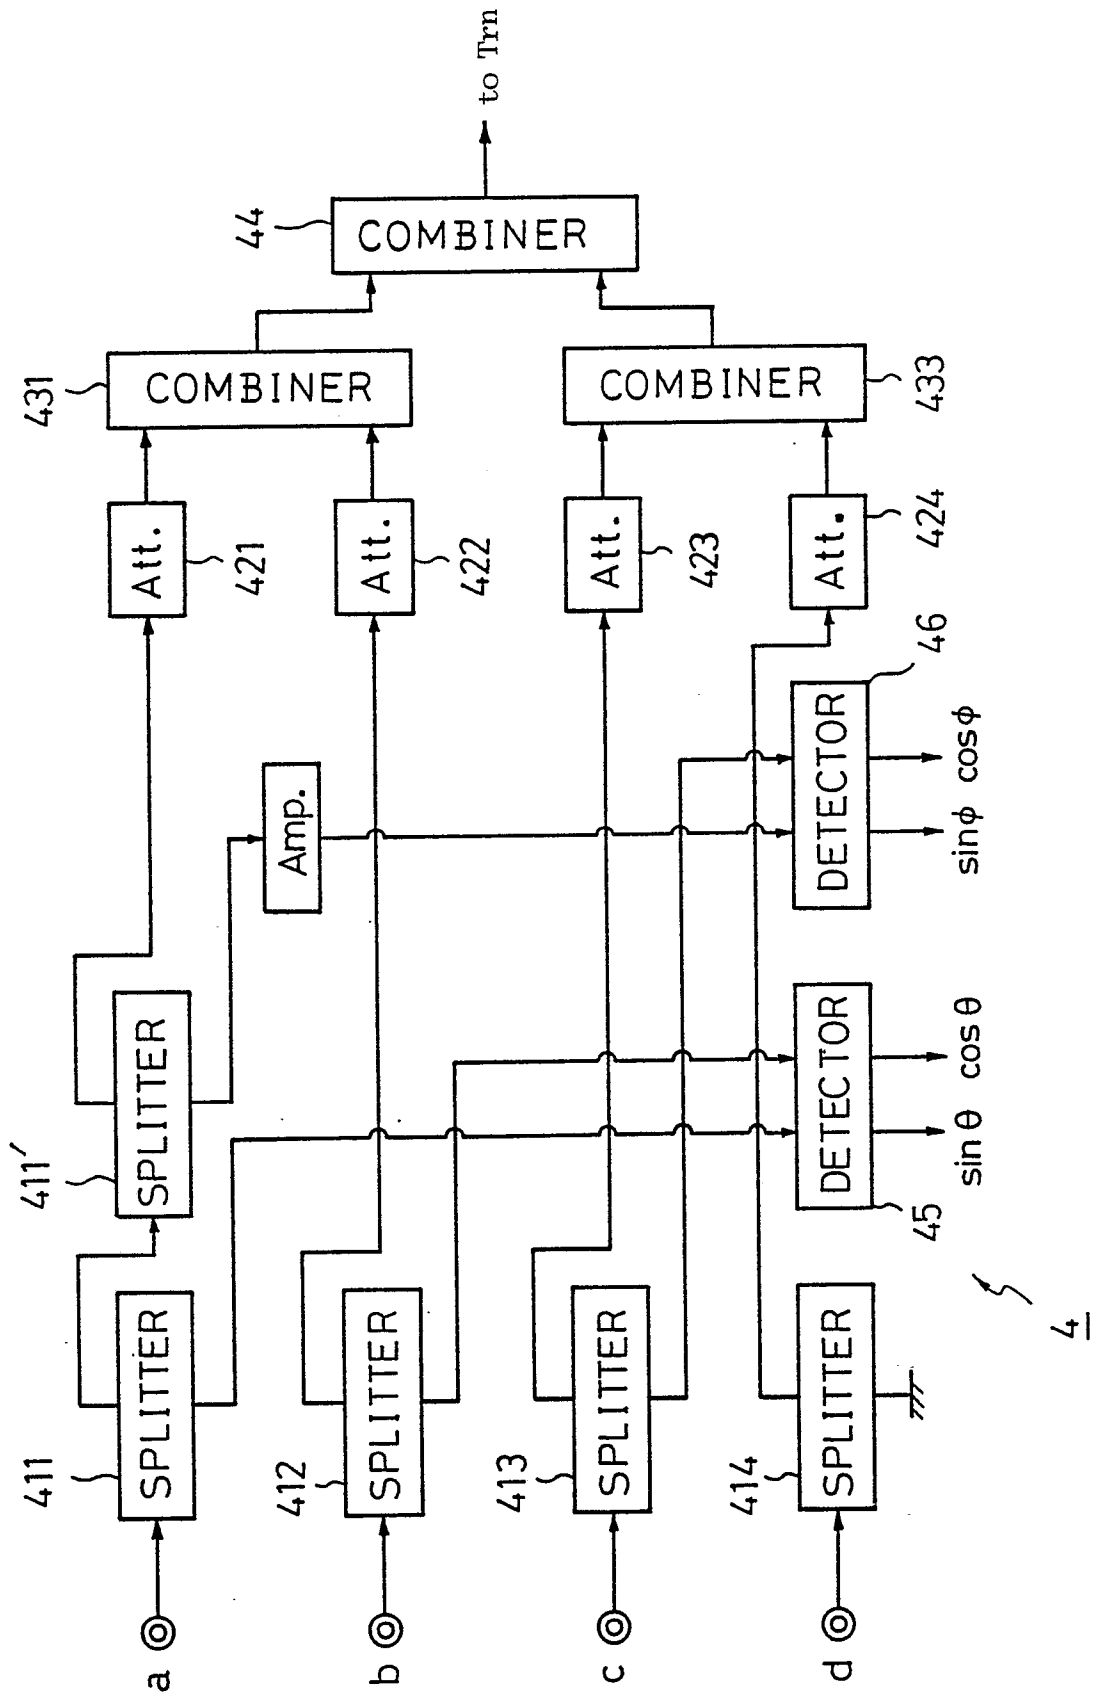 to Trn
44
COMBINER
431
COMBINER
COMBINER
433
Att.
421
Att.
422
Att.
423
Att.
424
Amp.
DETECTOR
46
sinϕ cosϕ
411′
SPLITTER
DETECTOR
45
sinθ cosθ
411
SPLITTER
412
SPLITTER
413
SPLITTER
414
SPLITTER
a
b
c
d
4